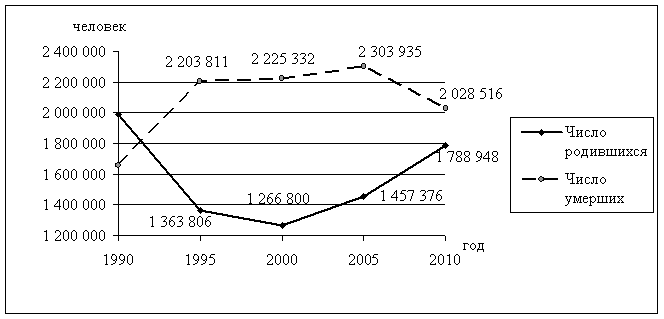 человек
2 400 000
2 200 000
2 000 000
1 800 000
1 600 000
1 400 000
1 200 000
2 203 811
2 225 332
2 303 935
2 028 516
1 788 948
1 363 806
1 266 800
1 457 376
1990
1995
2000
2005
2010
год
Число
родившихся
Число
умерших